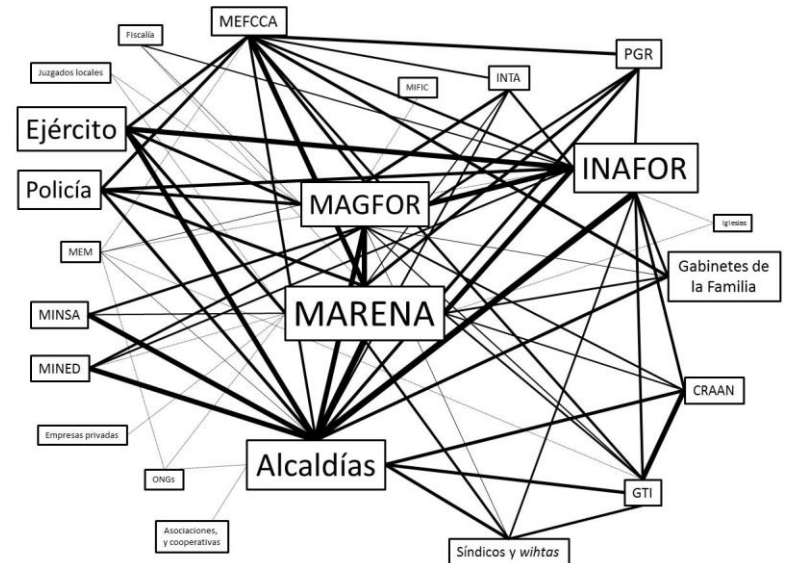 MEFCCA
Fiscalía
PGR
Juzgados locales
INTA
MIFIC
Ejército
INAFOR
Policía
MAGFOR
Iglesias
MEM
Gabinetes de
la Familia
MINSA
MARENA
MINED
CRAAN
Empresas privadas
Alcaldías
ONGs
GTI
Asociaciones,
y cooperativas
Síndicos y wihtas